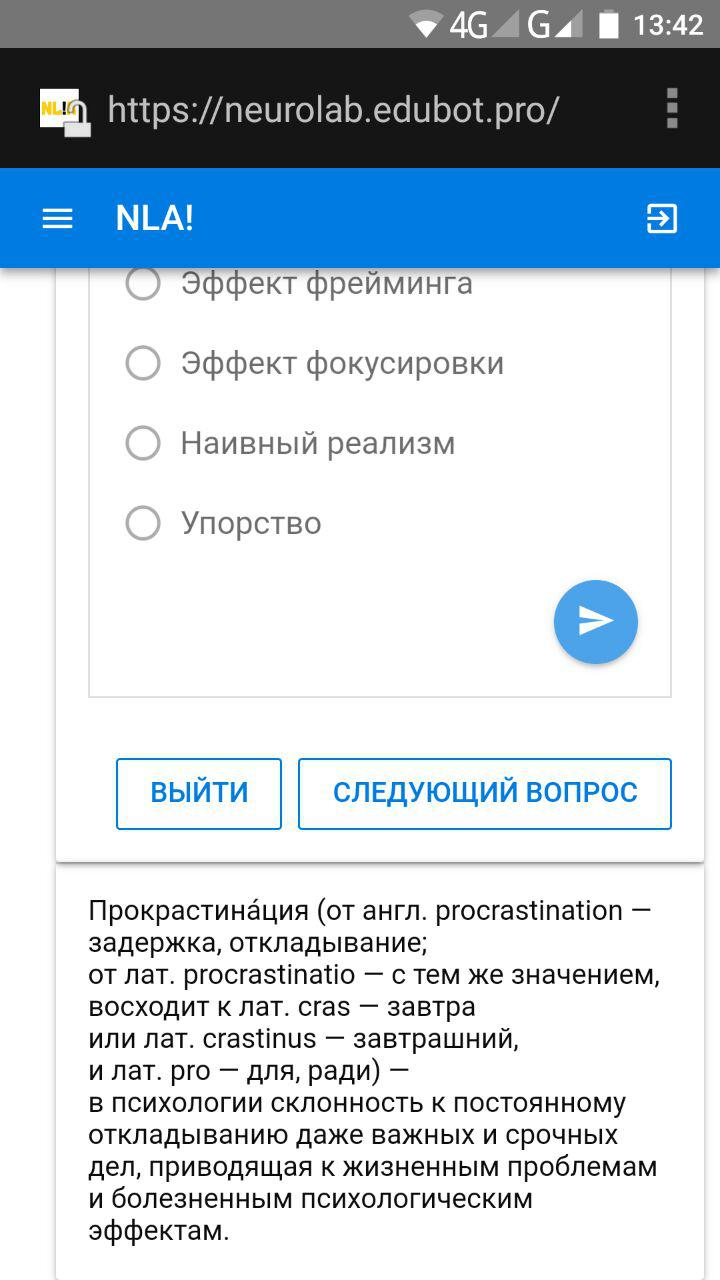 4G G 13:42
NL!
https://neurolab.edubot.pro/
NLA!
Эффект фрейминга
Эффект фокусировки
Наивный реализм
Упорство
ВЫЙТИ
СЛЕДУЮЩИЙ ВОПРОС
Прокрастина́ция (от англ. procrastination —
задержка, откладывание;
от лат. procrastinatio — с тем же значением,
восходит к лат. cras — завтра
или лат. crastinus — завтрашний,
и лат. pro — для, ради) —
в психологии склонность к постоянному
откладыванию даже важных и срочных
дел, приводящая к жизненным проблемам
и болезненным психологическим
эффектам.